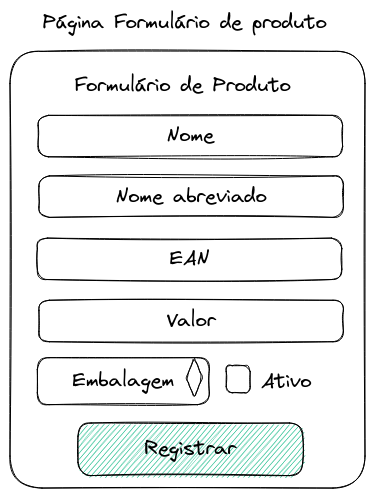 Página Formulário de produto
Formulário de Produto
Nome
Nome abreviado
EAN
Valor
Embalagem
Ativo
Registrar